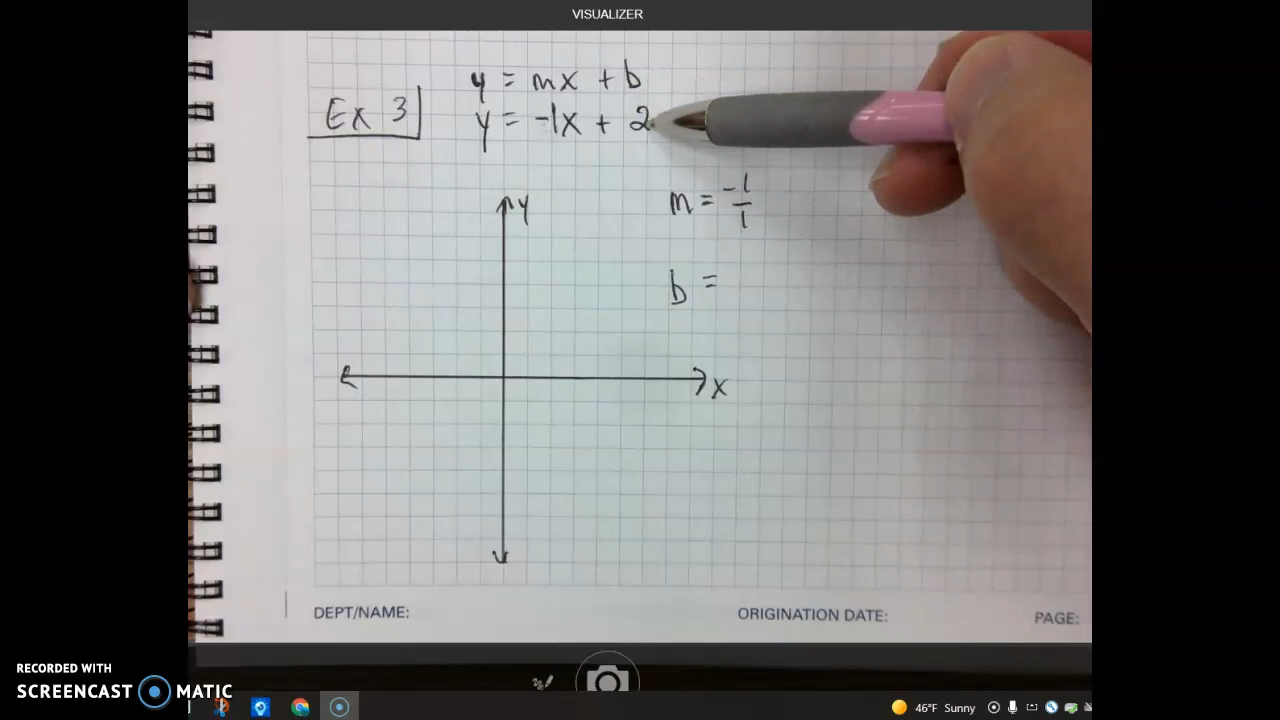 VISUALIZER
y = mx + b
Ex 3
y = -1x + 2
y
m = -1/1
b =
x
DEPT/NAME:
ORIGINATION DATE:
PAGE:
RECORDED WITH
SCREENCAST MATIC
46°F Sunny